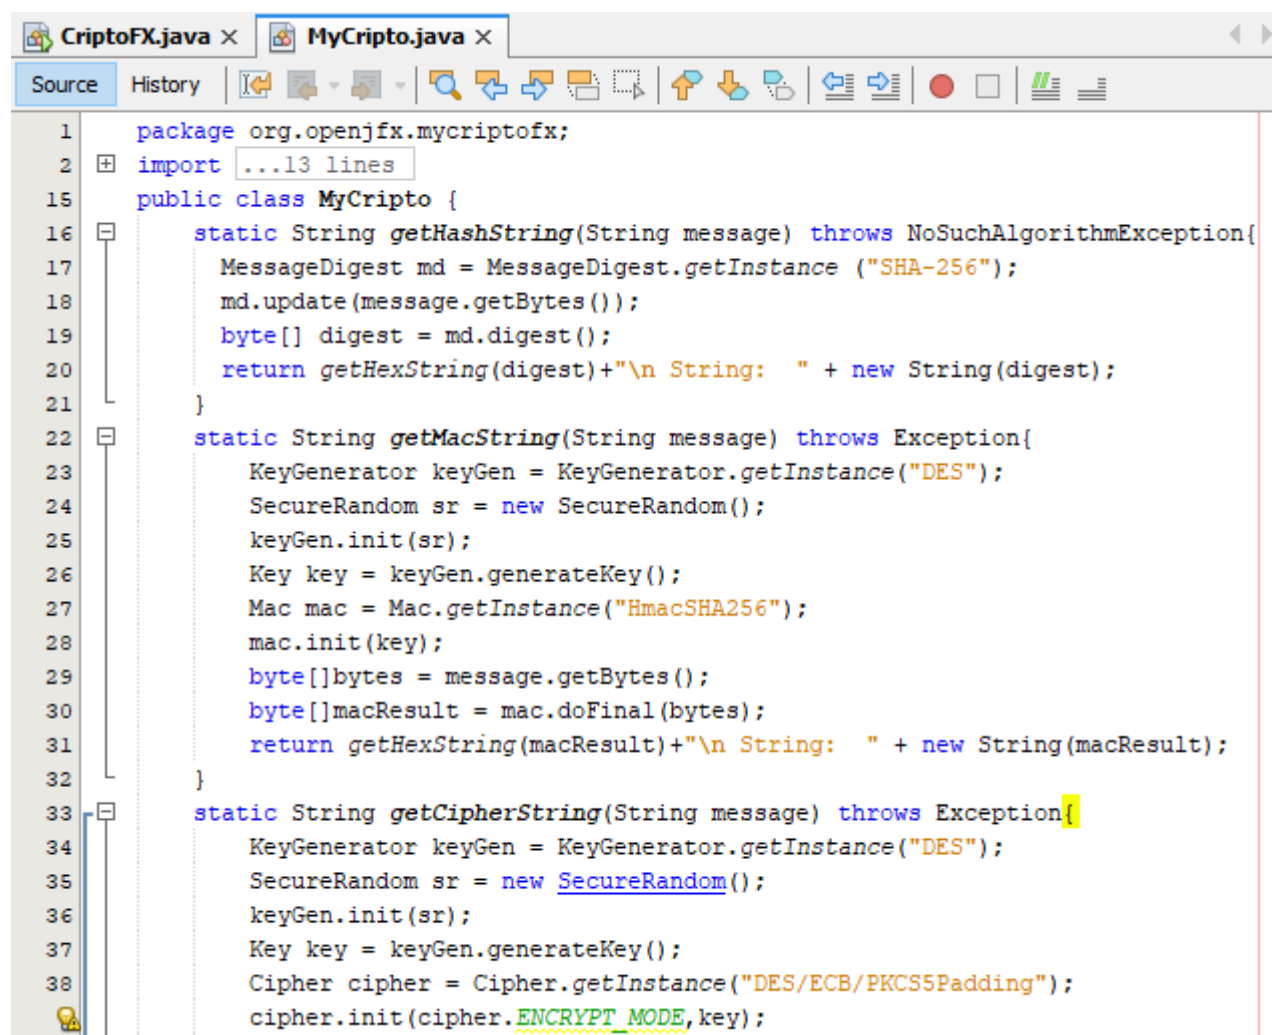 CriptoFX.java × MyCripto.java ×
Source History
1 package org.openjfx.mycriptofx;
2 import ...13 lines
15 public class MyCripto {
16 static String getHashString(String message) throws NoSuchAlgorithmException{
17 MessageDigest md = MessageDigest.getInstance ("SHA-256");
18 md.update(message.getBytes());
19 byte[] digest = md.digest();
20 return getHexString(digest)+"\n String:  " + new String(digest);
21 }
22 static String getMacString(String message) throws Exception{
23 KeyGenerator keyGen = KeyGenerator.getInstance("DES");
24 SecureRandom sr = new SecureRandom();
25 keyGen.init(sr);
26 Key key = keyGen.generateKey();
27 Mac mac = Mac.getInstance("HmacSHA256");
28 mac.init(key);
29 byte[]bytes = message.getBytes();
30 byte[]macResult = mac.doFinal(bytes);
31 return getHexString(macResult)+"\n String:  " + new String(macResult);
32 }
33 static String getCipherString(String message) throws Exception{
34 KeyGenerator keyGen = KeyGenerator.getInstance("DES");
35 SecureRandom sr = new SecureRandom();
36 keyGen.init(sr);
37 Key key = keyGen.generateKey();
38 Cipher cipher = Cipher.getInstance("DES/ECB/PKCS5Padding");
cipher.init(cipher.ENCRYPT_MODE,key);